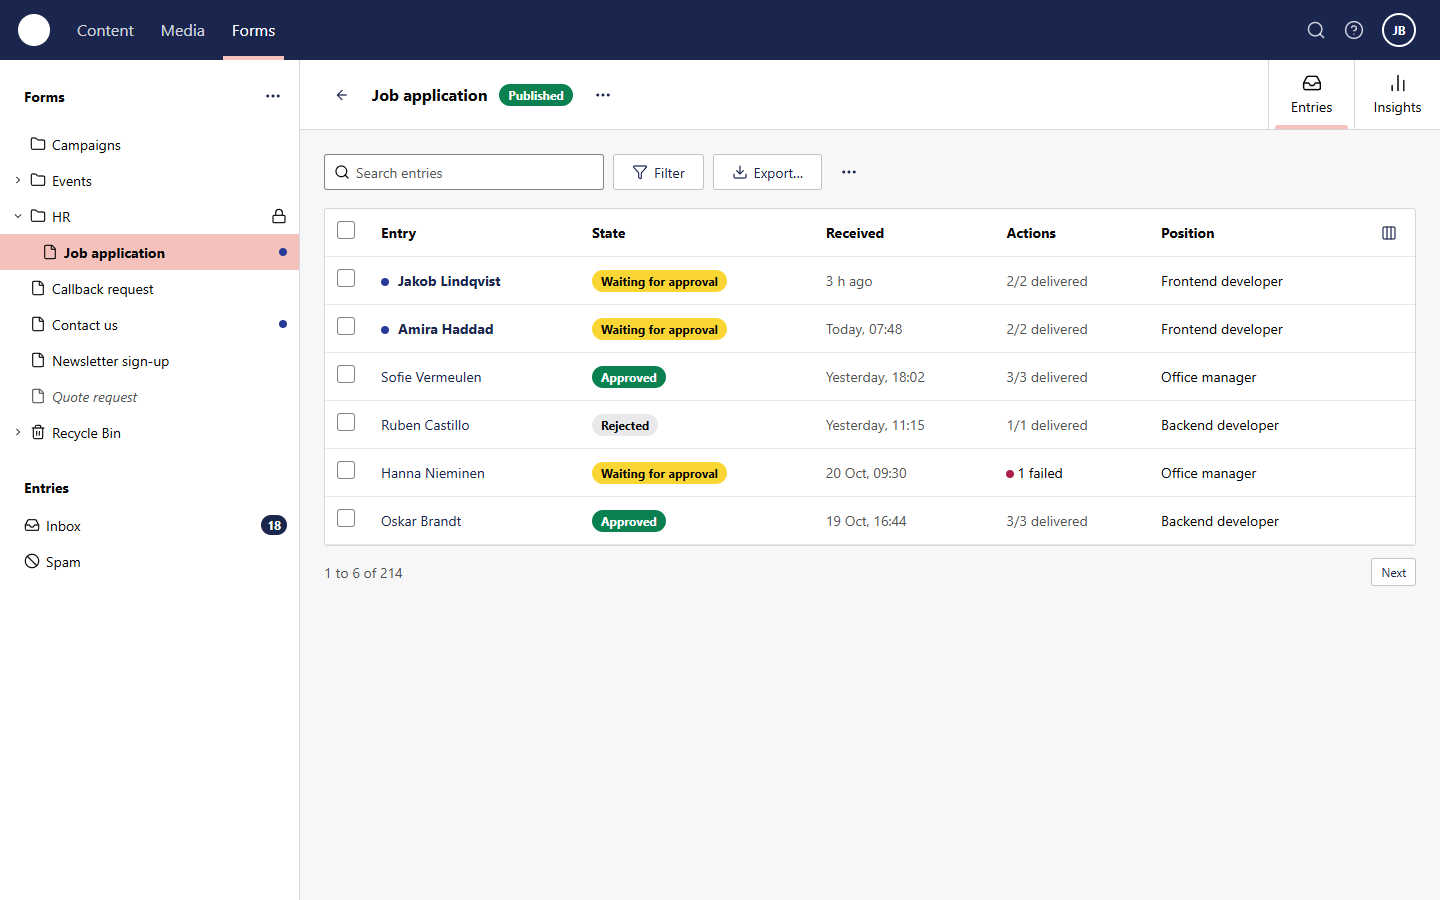 Content Media Forms JB
Forms
Campaigns
Events
HR
Job application
Callback request
Contact us
Newsletter sign-up
Quote request
Recycle Bin
Entries
Inbox 18
Spam
Job application Published
Entries Insights
Search entries Filter Export...
Entry State Received Actions Position
Jakob Lindqvist Waiting for approval 3 h ago 2/2 delivered Frontend developer
Amira Haddad Waiting for approval Today, 07:48 2/2 delivered Frontend developer
Sofie Vermeulen Approved Yesterday, 18:02 3/3 delivered Office manager
Ruben Castillo Rejected Yesterday, 11:15 1/1 delivered Backend developer
Hanna Nieminen Waiting for approval 20 Oct, 09:30 1 failed Office manager
Oskar Brandt Approved 19 Oct, 16:44 3/3 delivered Backend developer
1 to 6 of 214 Next